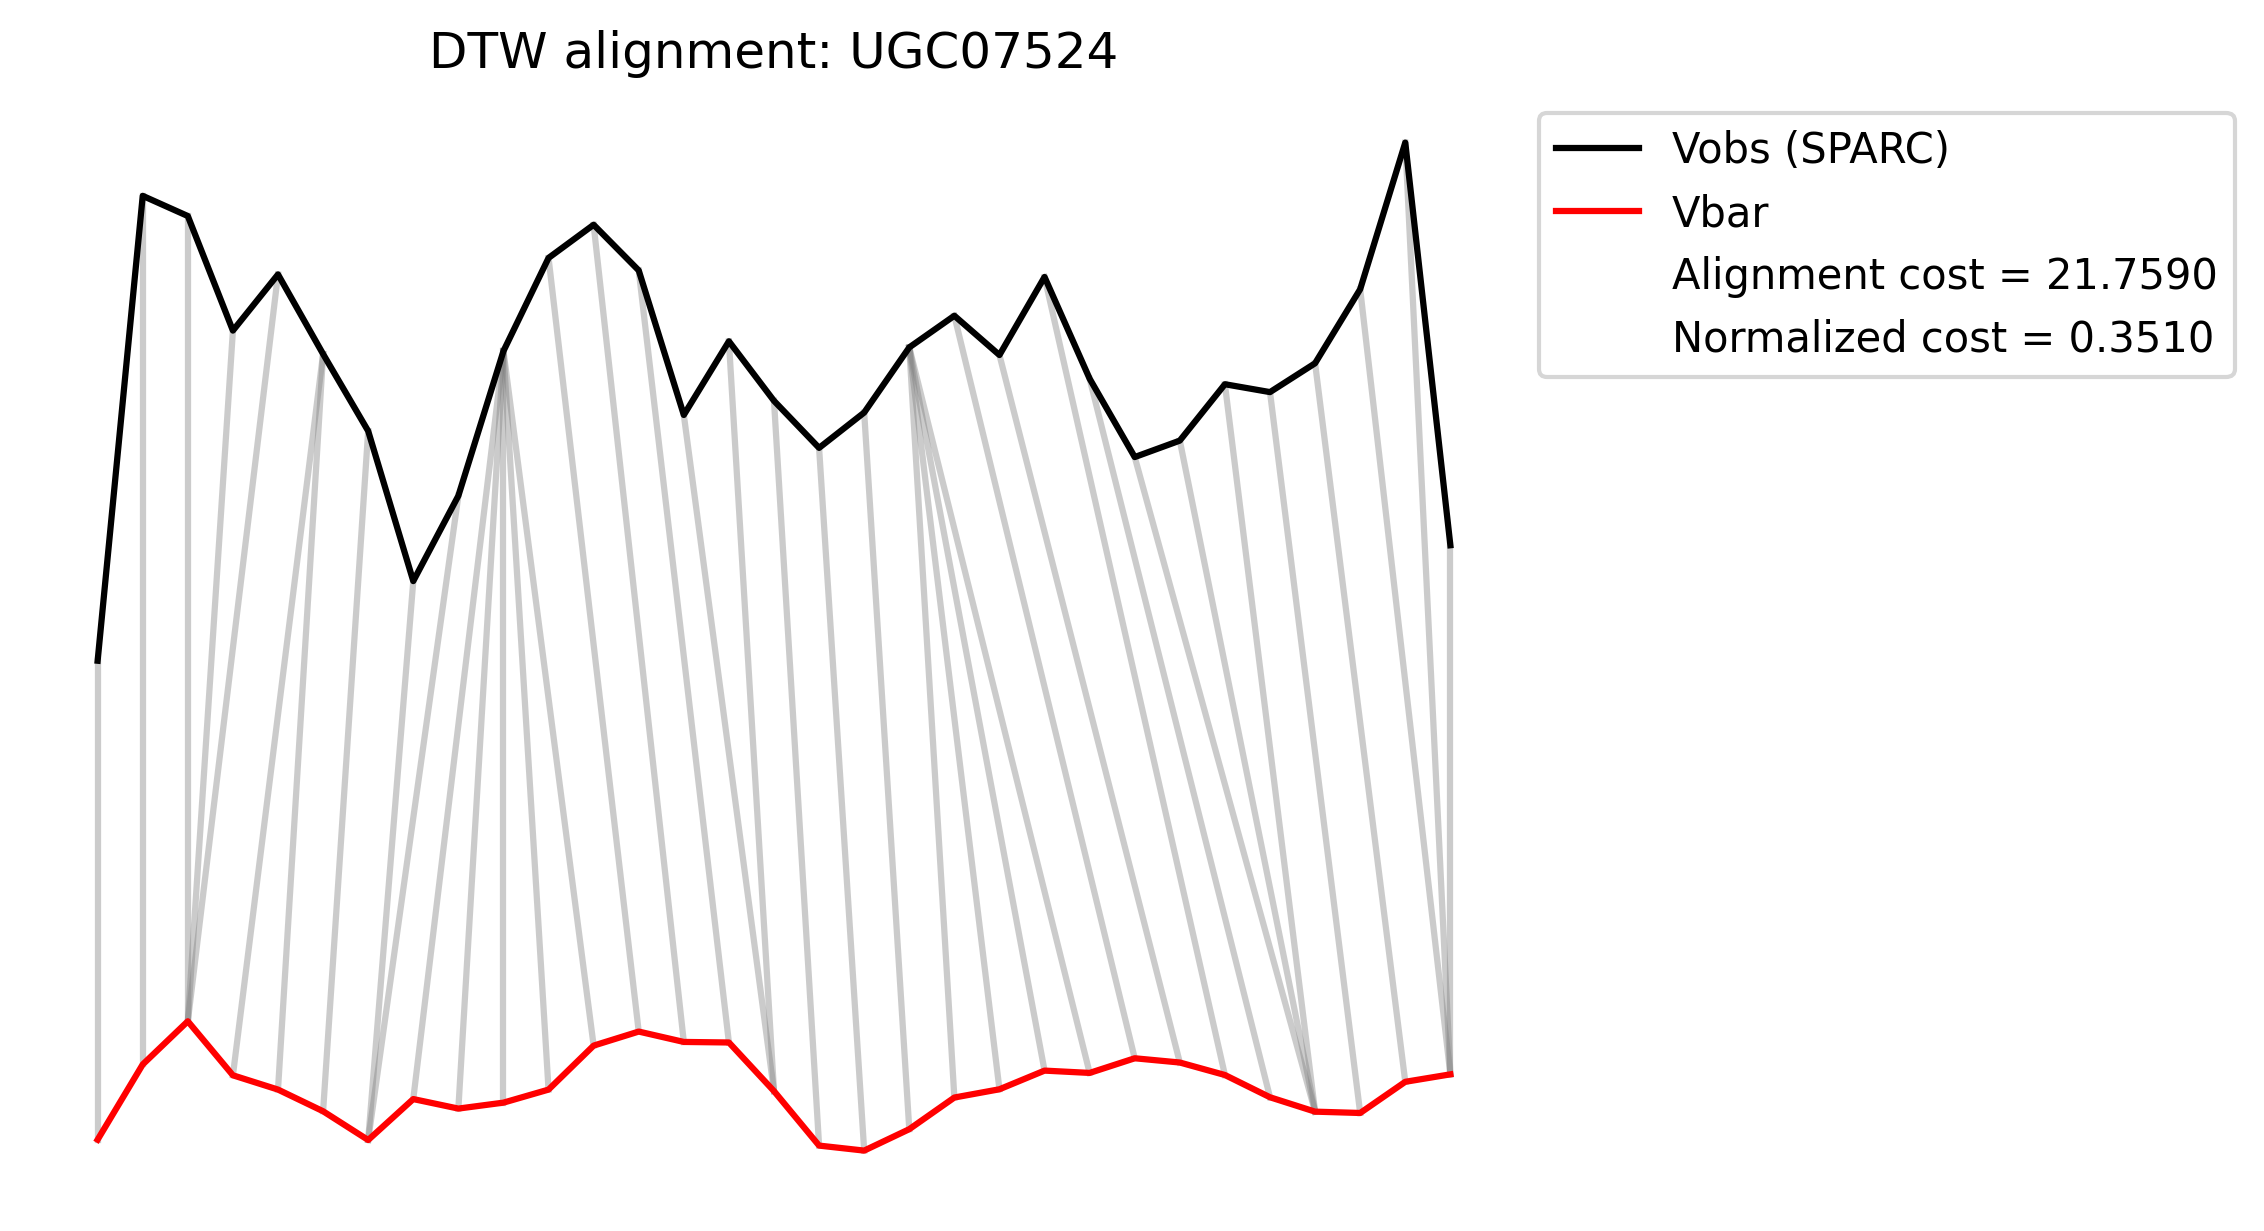 DTW alignment: UGC07524
Vobs (SPARC)
Vbar
Alignment cost = 21.7590
Normalized cost = 0.3510